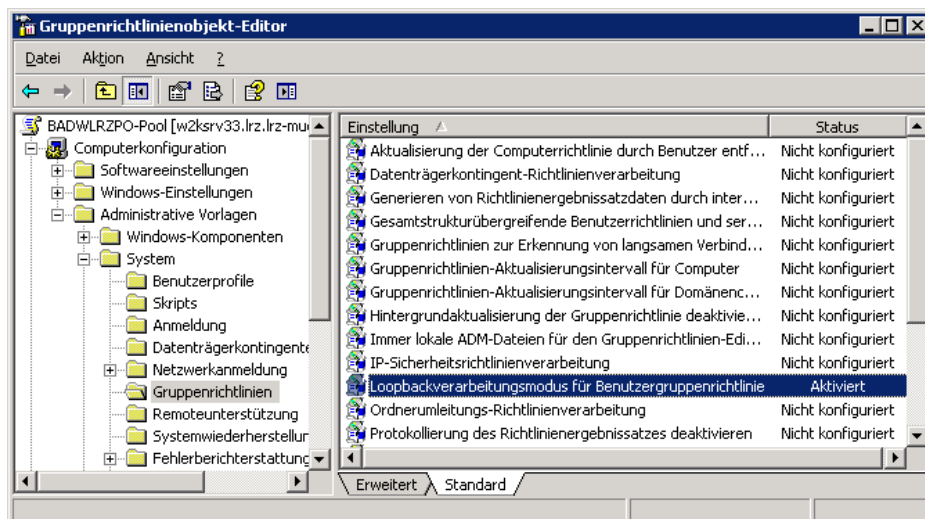 Gruppenrichtlinienobjekt-Editor
Datei Aktion Ansicht ?
BADWLRZPO-Pool [w2ksrv33.lrz.lrz-mu
Computerkonfiguration
Softwareeinstellungen
Windows-Einstellungen
Administrative Vorlagen
Windows-Komponenten
System
Benutzerprofile
Skripts
Anmeldung
Datenträgerkontingente
Netzwerkanmeldung
Gruppenrichtlinien
Remoteunterstützung
Systemwiederherstellur
Fehlerberichterstattung
Einstellung Status
Aktualisierung der Computerrichtlinie durch Benutzer entf... Nicht konfiguriert
Datenträgerkontingent-Richtlinienverarbeitung Nicht konfiguriert
Generieren von Richtlinienergebnissatzdaten durch inter... Nicht konfiguriert
Gesamtstrukturübergreifende Benutzerrichtlinien und ser... Nicht konfiguriert
Gruppenrichtlinien zur Erkennung von langsamen Verbind... Nicht konfiguriert
Gruppenrichtlinien-Aktualisierungsintervall für Computer Nicht konfiguriert
Gruppenrichtlinien-Aktualisierungsintervall für Domänenc... Nicht konfiguriert
Hintergrundaktualisierung der Gruppenrichtlinie deaktivie... Nicht konfiguriert
Immer lokale ADM-Dateien für den Gruppenrichtlinien-Edi... Nicht konfiguriert
IP-Sicherheitsrichtlinienverarbeitung Nicht konfiguriert
Loopbackverarbeitungsmodus für Benutzergruppenrichtlinie Aktiviert
Ordnerumleitungs-Richtlinienverarbeitung Nicht konfiguriert
Protokollierung des Richtlinienergebnissatzes deaktivieren Nicht konfiguriert
Erweitert Standard